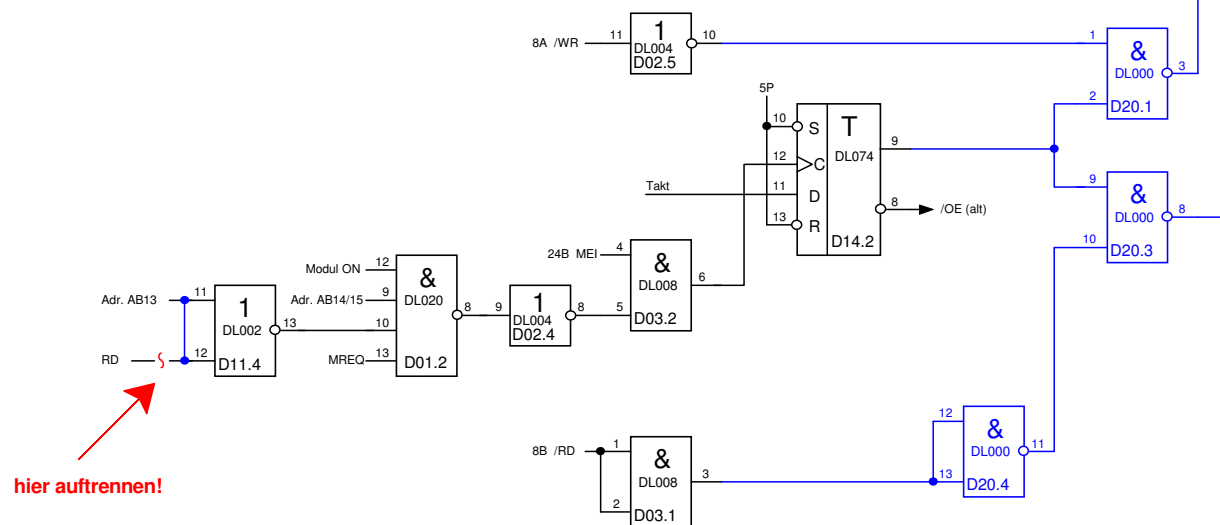 8A /WR
11
1
DL004
D02.5
10
1
2
&
DL000
D20.1
3
5P
10
12
11
13
S
C
D
R
T
DL074
D14.2
9
8
/OE (alt)
Takt
9
10
&
DL000
D20.3
8
24B MEI
4
5
&
DL008
D03.2
6
Modul ON
12
Adr. AB14/15
9
10
MREQ
13
&
DL020
D01.2
8
9
1
DL004
D02.4
8
Adr. AB13
11
RD
12
1
DL002
D11.4
13
hier auftrennen!
8B /RD
1
2
&
DL008
D03.1
3
12
13
&
DL000
D20.4
11